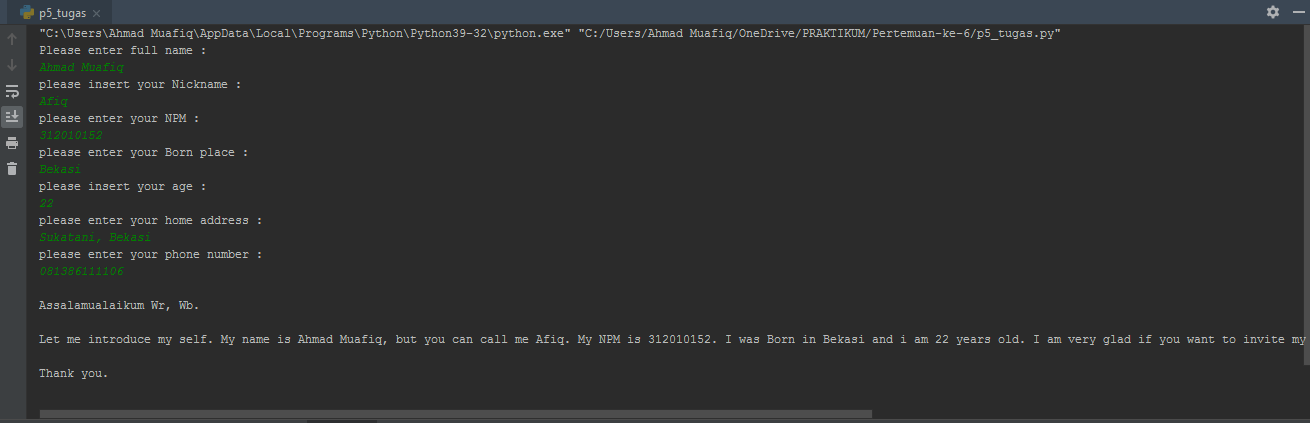 p5_tugas
"C:\Users\Ahmad Muafiq\AppData\Local\Programs\Python\Python39-32\python.exe" "C:/Users/Ahmad Muafiq/OneDrive/PRAKTIKUM/Pertemuan-ke-6/p5_tugas.py"
Please enter full name :
Ahmad Muafiq
please insert your Nickname :
Afiq
please enter your NPM :
312010152
please enter your Born place :
Bekasi
please insert your age :
22
please enter your home address :
Sukatani, Bekasi
please enter your phone number :
081386111106
Assalamualaikum Wr, Wb.
Let me introduce my self. My name is Ahmad Muafiq, but you can call me Afiq. My NPM is 312010152. I was Born in Bekasi and i am 22 years old. I am very glad if you want to invite my
Thank you.